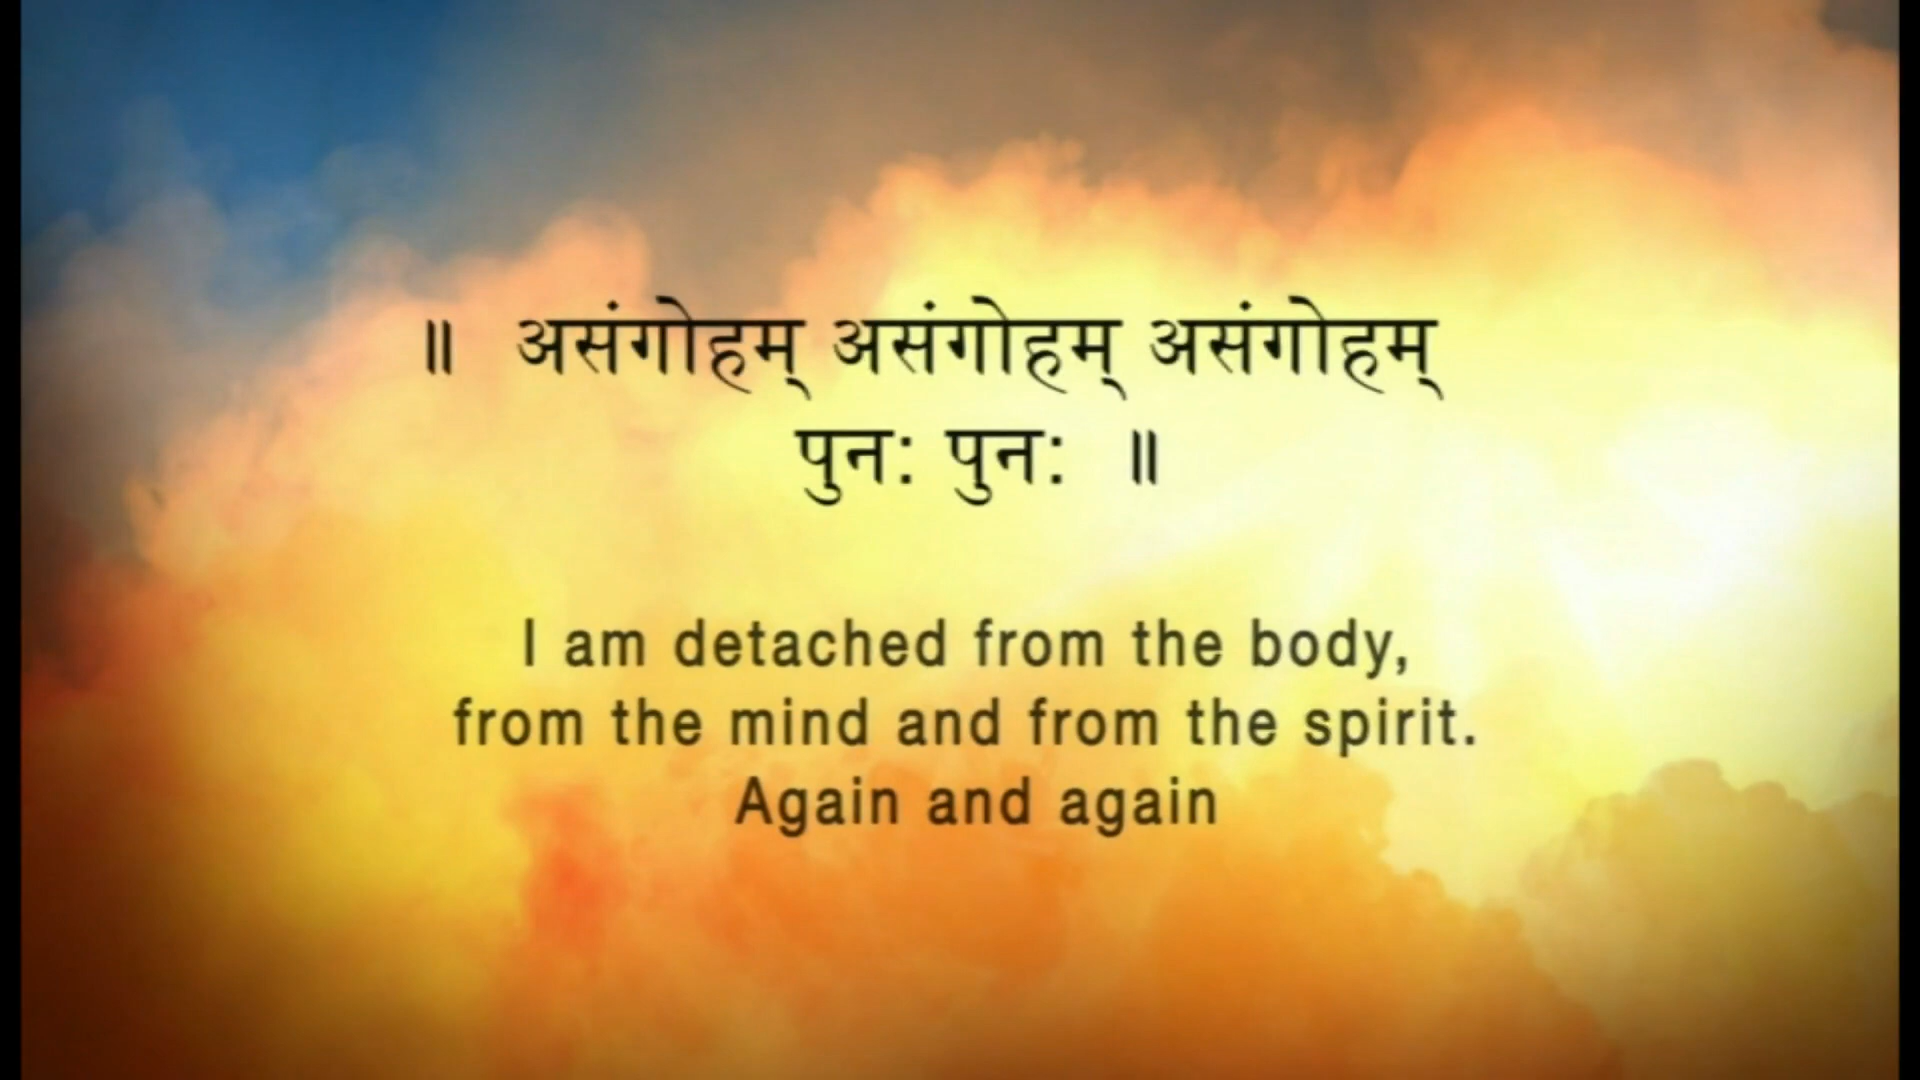 ॥ असंगोहम् असंगोहम् असंगोहम्
पुनः पुनः ॥
I am detached from the body,
from the mind and from the spirit.
Again and again